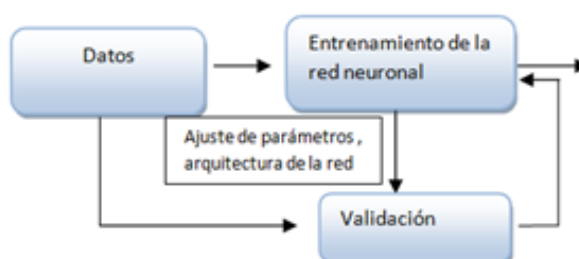 Datos
Entrenamiento de la
red neuronal
Ajuste de parámetros ,
arquitectura de la red
Validación